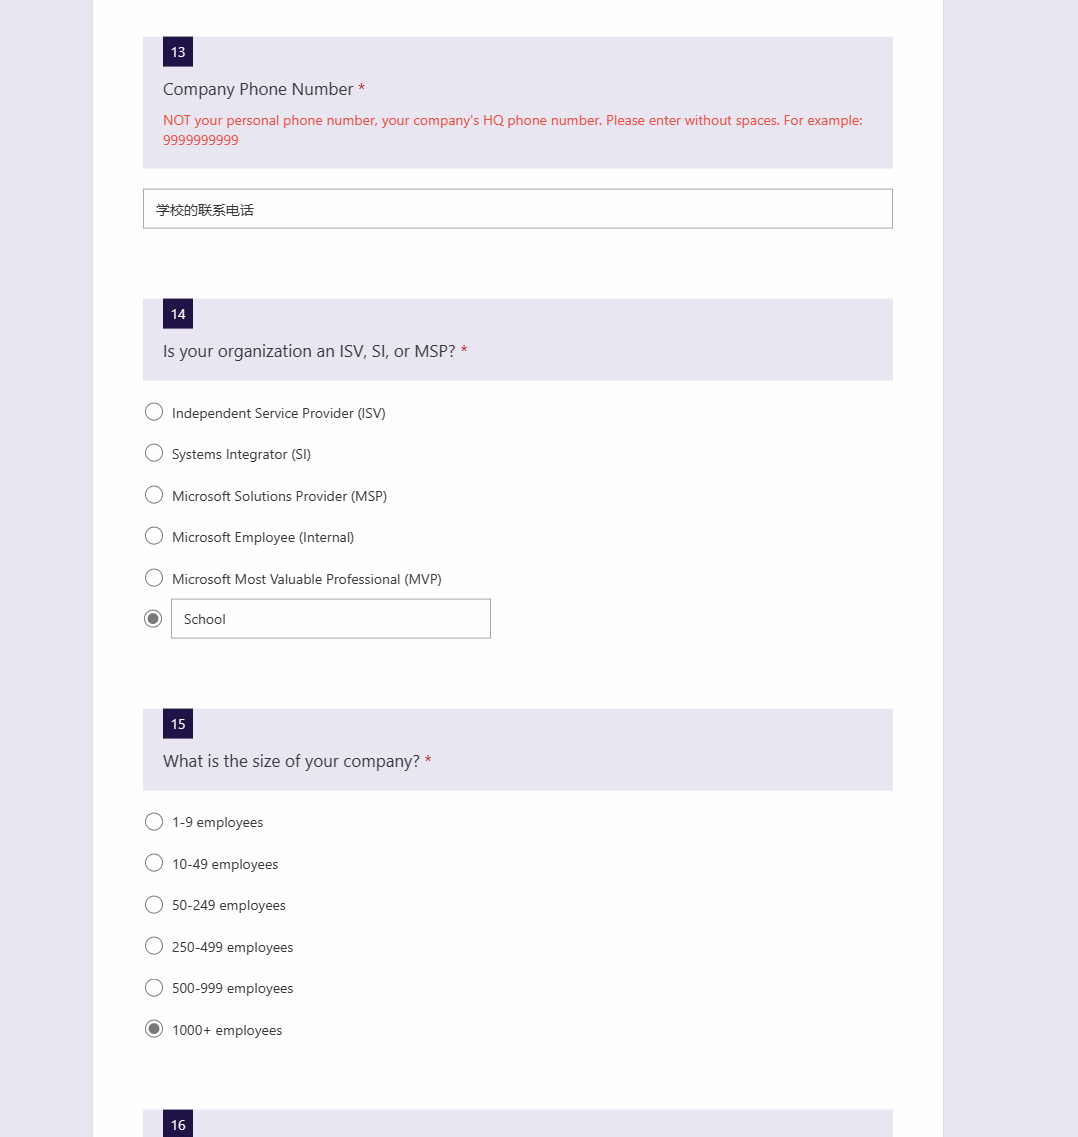 13
Company Phone Number *
NOT your personal phone number, your company's HQ phone number. Please enter without spaces. For example:
9999999999
学校的联系电话
14
Is your organization an ISV, SI, or MSP? *
Independent Service Provider (ISV)
Systems Integrator (SI)
Microsoft Solutions Provider (MSP)
Microsoft Employee (Internal)
Microsoft Most Valuable Professional (MVP)
School
15
What is the size of your company? *
1-9 employees
10-49 employees
50-249 employees
250-499 employees
500-999 employees
1000+ employees
16